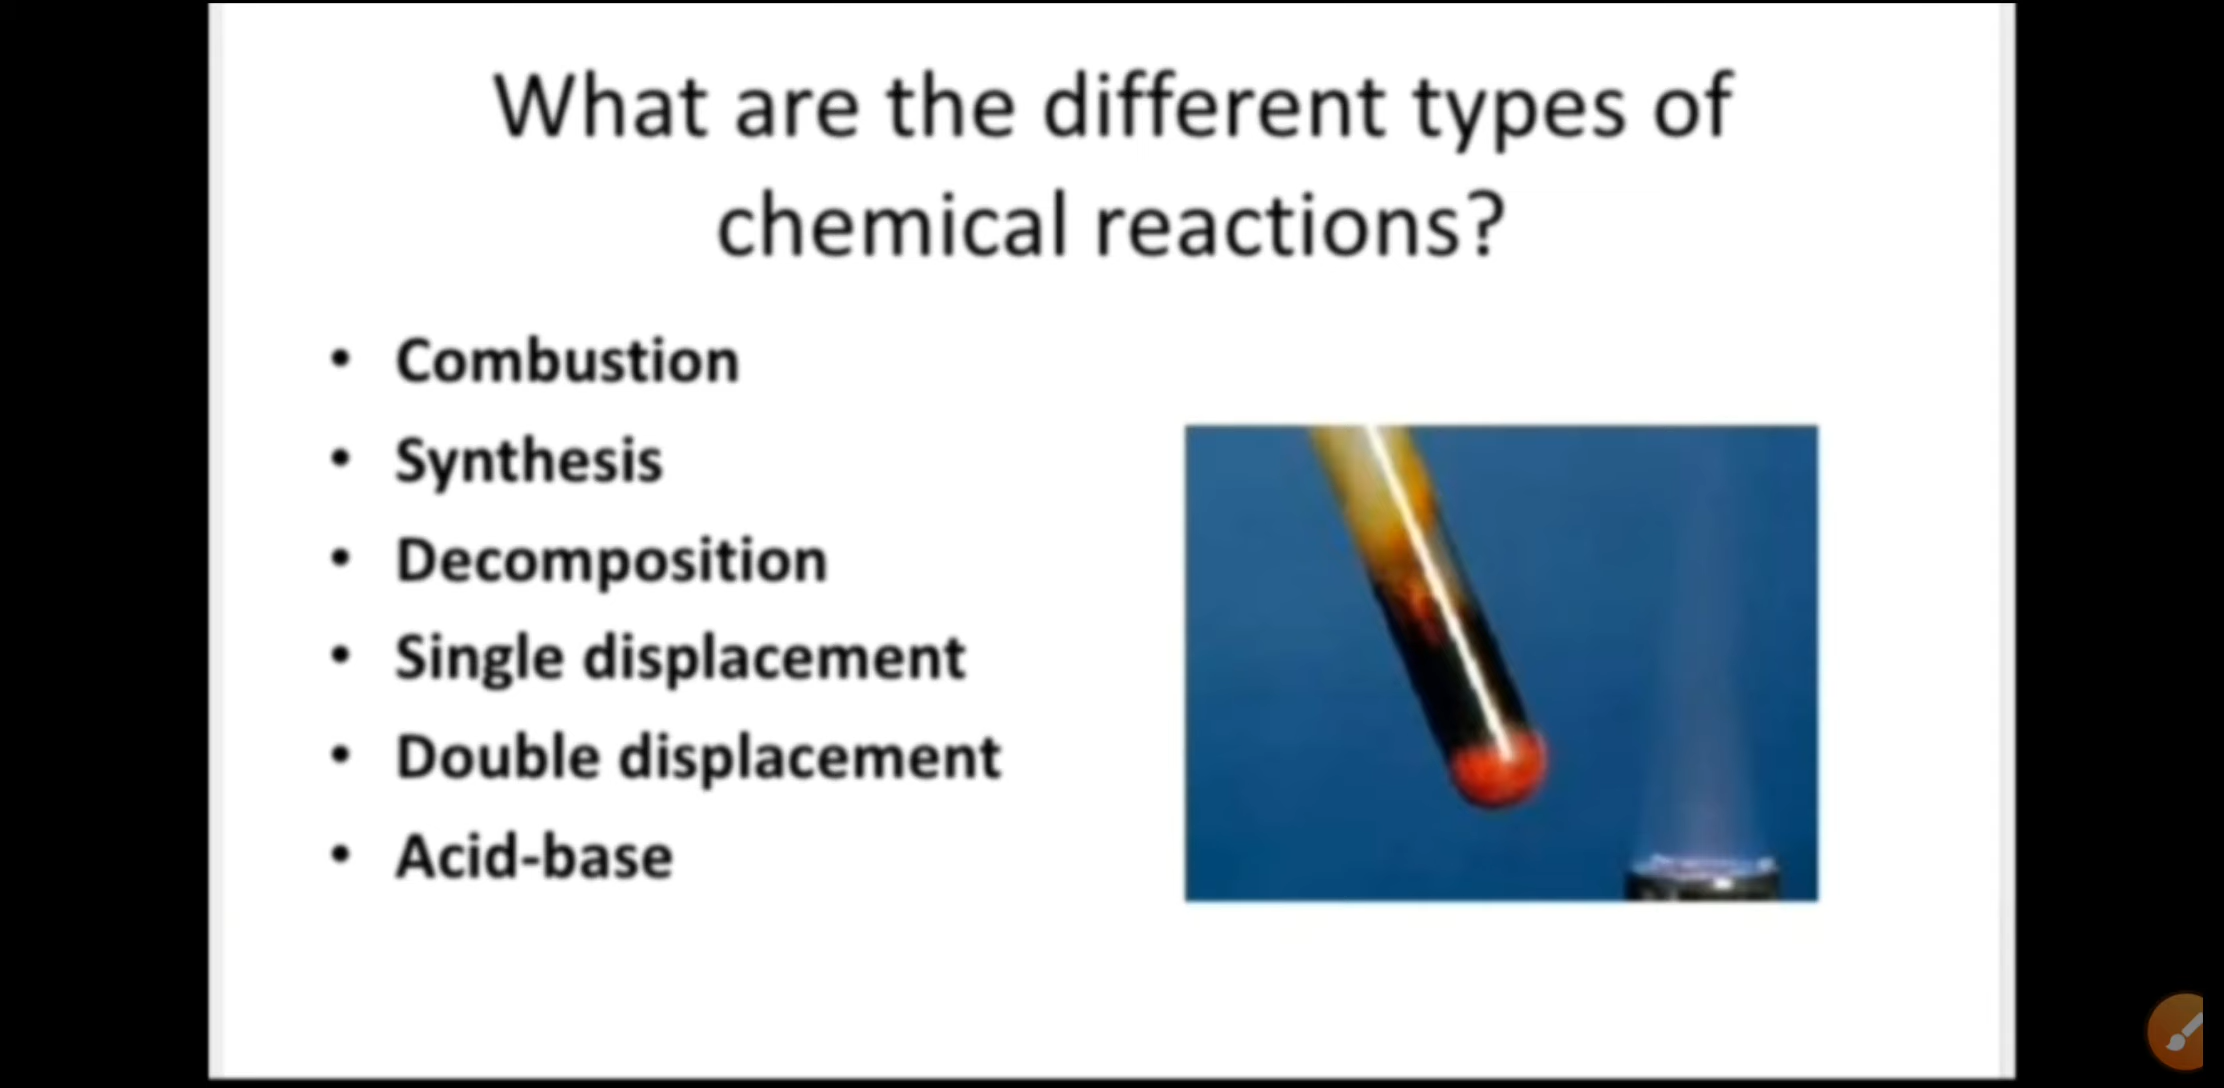 What are the different types of
chemical reactions?
• Combustion
• Synthesis
• Decomposition
• Single displacement
• Double displacement
• Acid-base